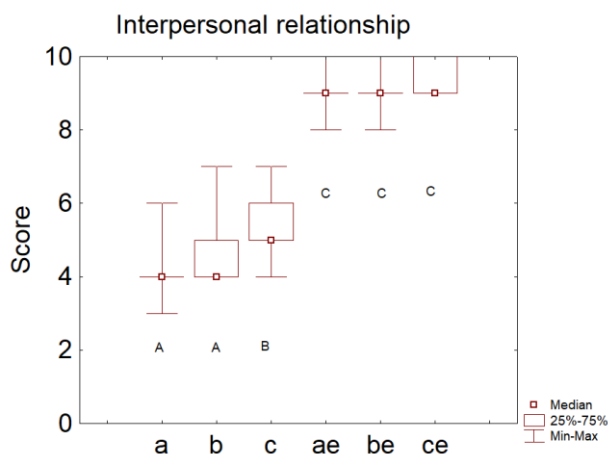 Interpersonal relationship
10
8
6
4
2
0
Score
C C C
A A B
a b c ae be ce
Median
25%-75%
Min-Max